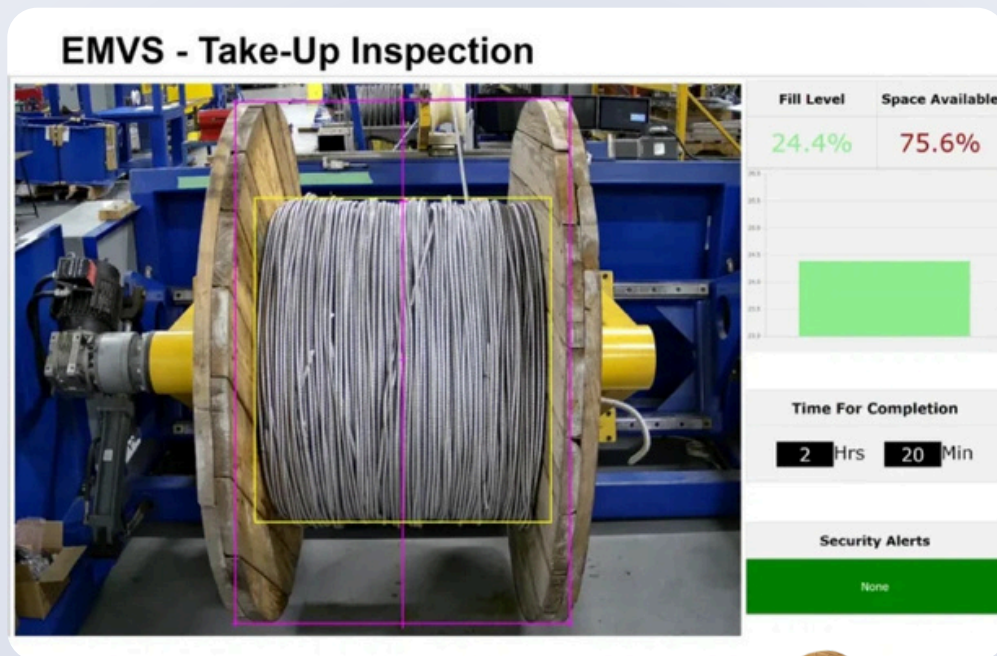 EMVS - Take-Up Inspection
Fill Level
Space Available
24.4%
75.6%
Time For Completion
2 Hrs 20 Min
Security Alerts
None